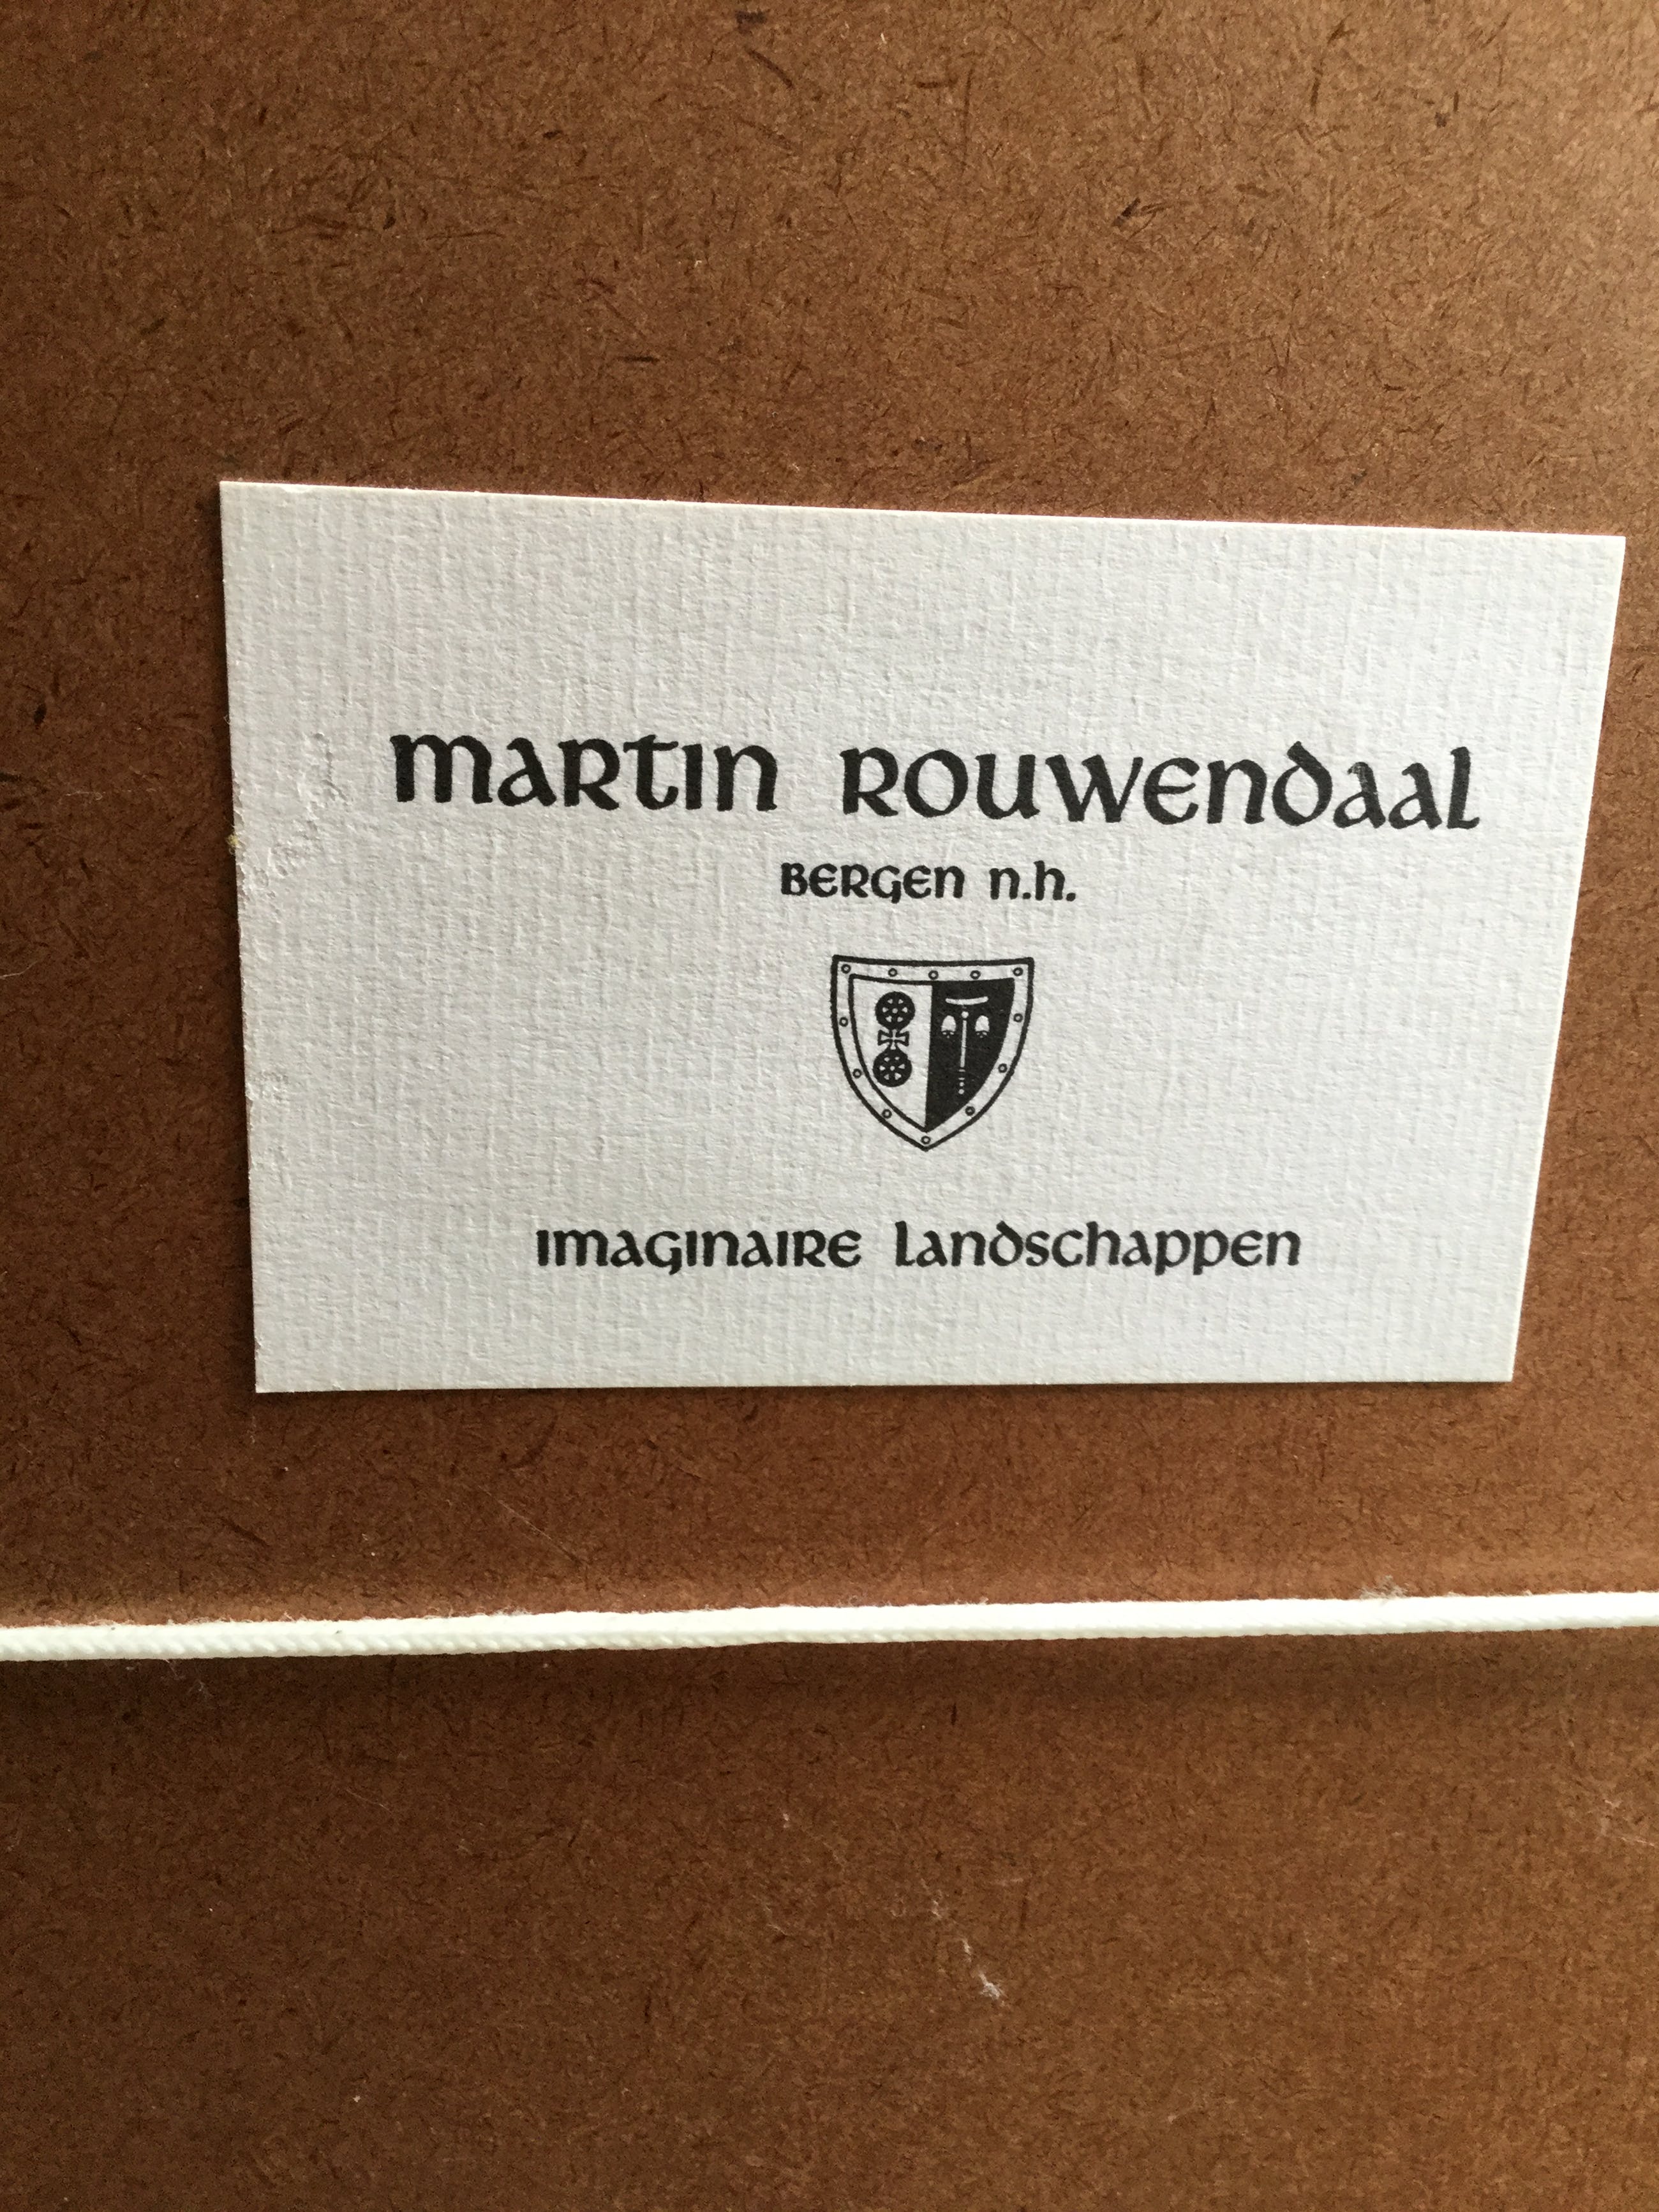 martin rouwendaal
bergen n.h.
imaginaire landschappen